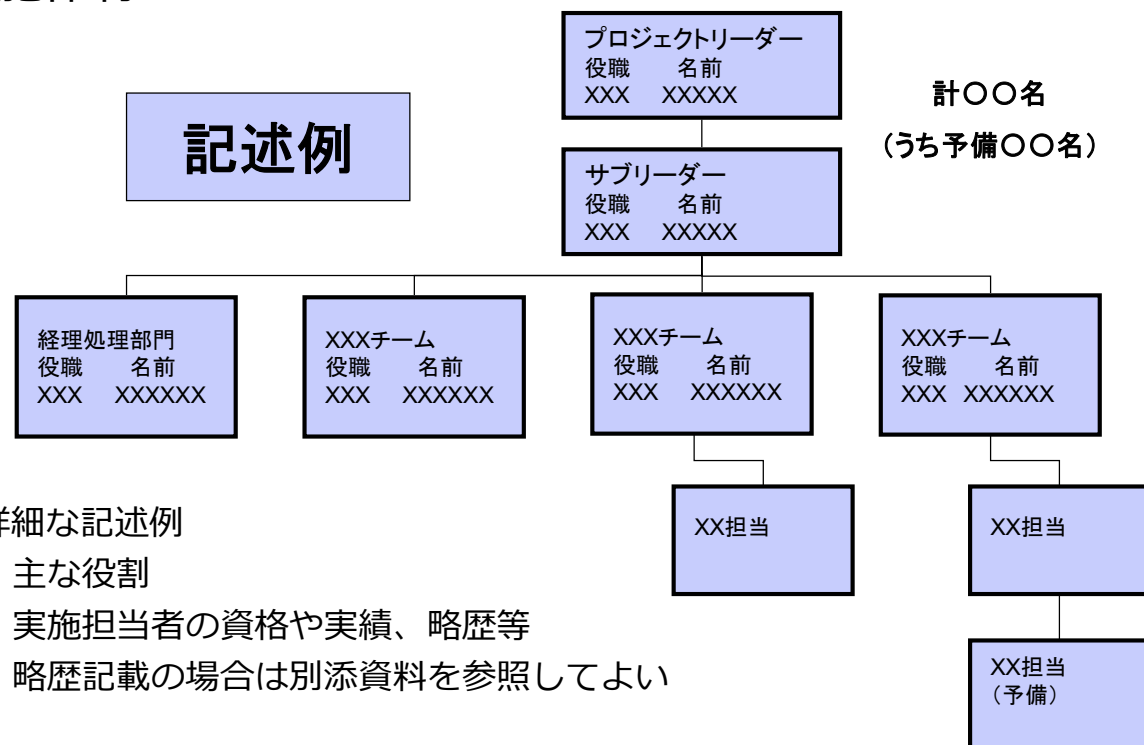 プロジェクトリーダー
役職 名前
XXX XXXXX
計〇〇名
(うち予備〇〇名)
記述例
サブリーダー
役職 名前
XXX XXXXX
経理処理部門
役職 名前
XXX XXXXXX
XXXチーム
役職 名前
XXX XXXXXX
XXXチーム
役職 名前
XXX XXXXXX
XXXチーム
役職 名前
XXX XXXXXX
XX担当
XX担当
XX担当
(予備)
詳細な記述例
主な役割
実施担当者の資格や実績、略歴等
略歴記載の場合は別添資料を参照してよい